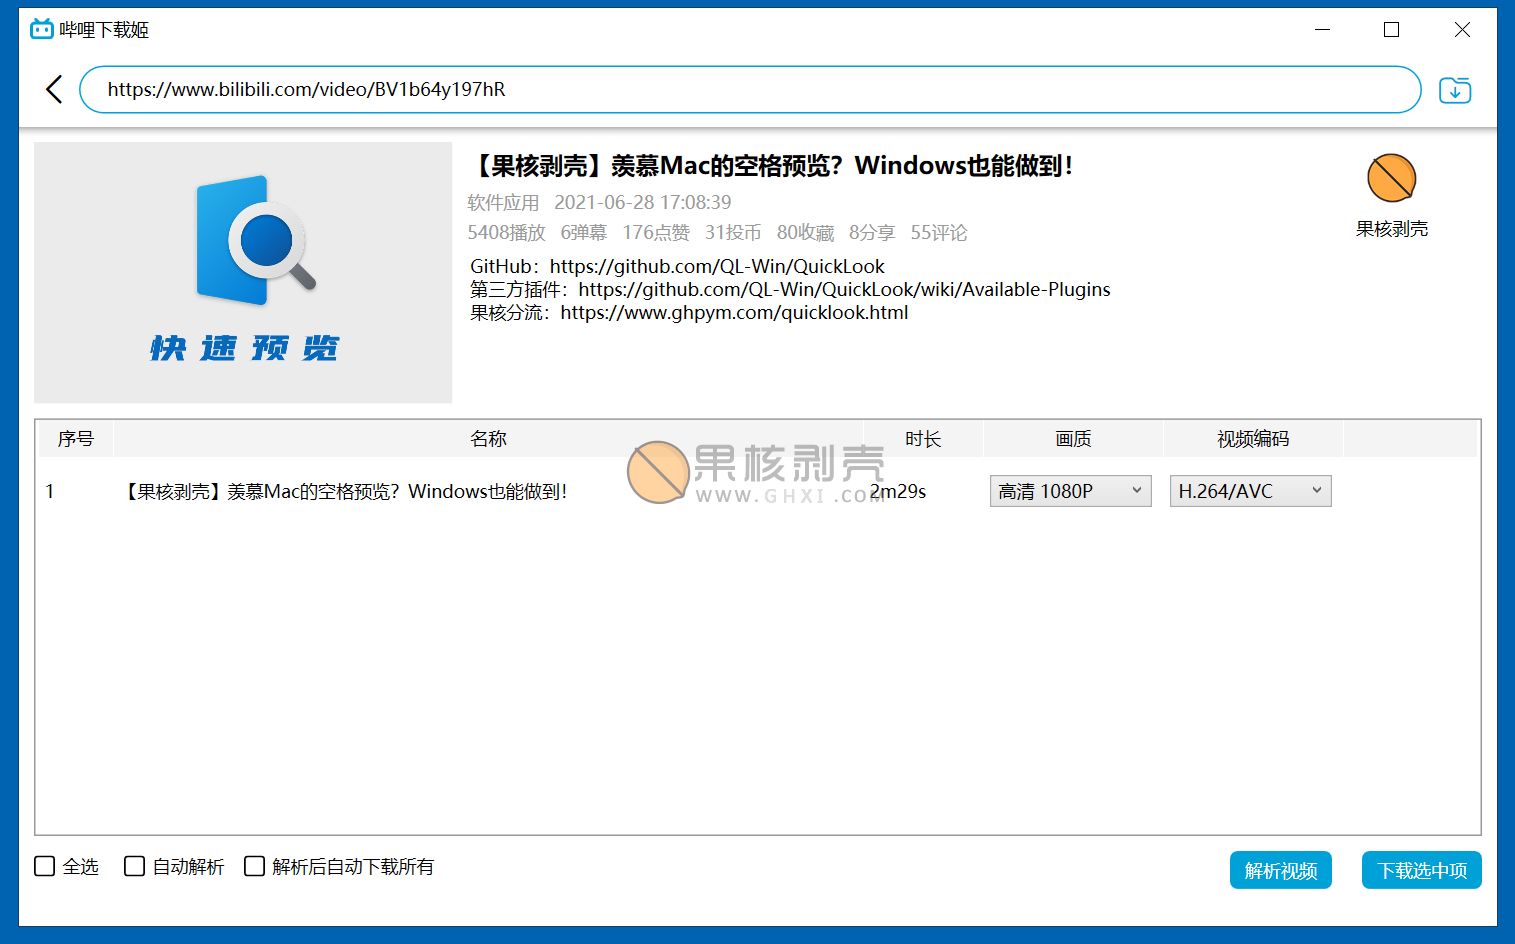 哔哩下载姬
https://www.bilibili.com/video/BV1b64y197hR
【果核剥壳】羡慕Mac的空格预览？Windows也能做到！
软件应用 2021-06-28 17:08:39
5408播放 6弹幕 176点赞 31投币 80收藏 8分享 55评论
GitHub：https://github.com/QL-Win/QuickLook
第三方插件：https://github.com/QL-Win/QuickLook/wiki/Available-Plugins
果核分流：https://www.ghpym.com/quicklook.html
果核剥壳
快速预览
序号 名称 时长 画质 视频编码
果核剥壳
www.GHXI.com
1 【果核剥壳】羡慕Mac的空格预览？Windows也能做到！ 2m29s 高清 1080P H.264/AVC
全选 自动解析 解析后自动下载所有 解析视频 下载选中项